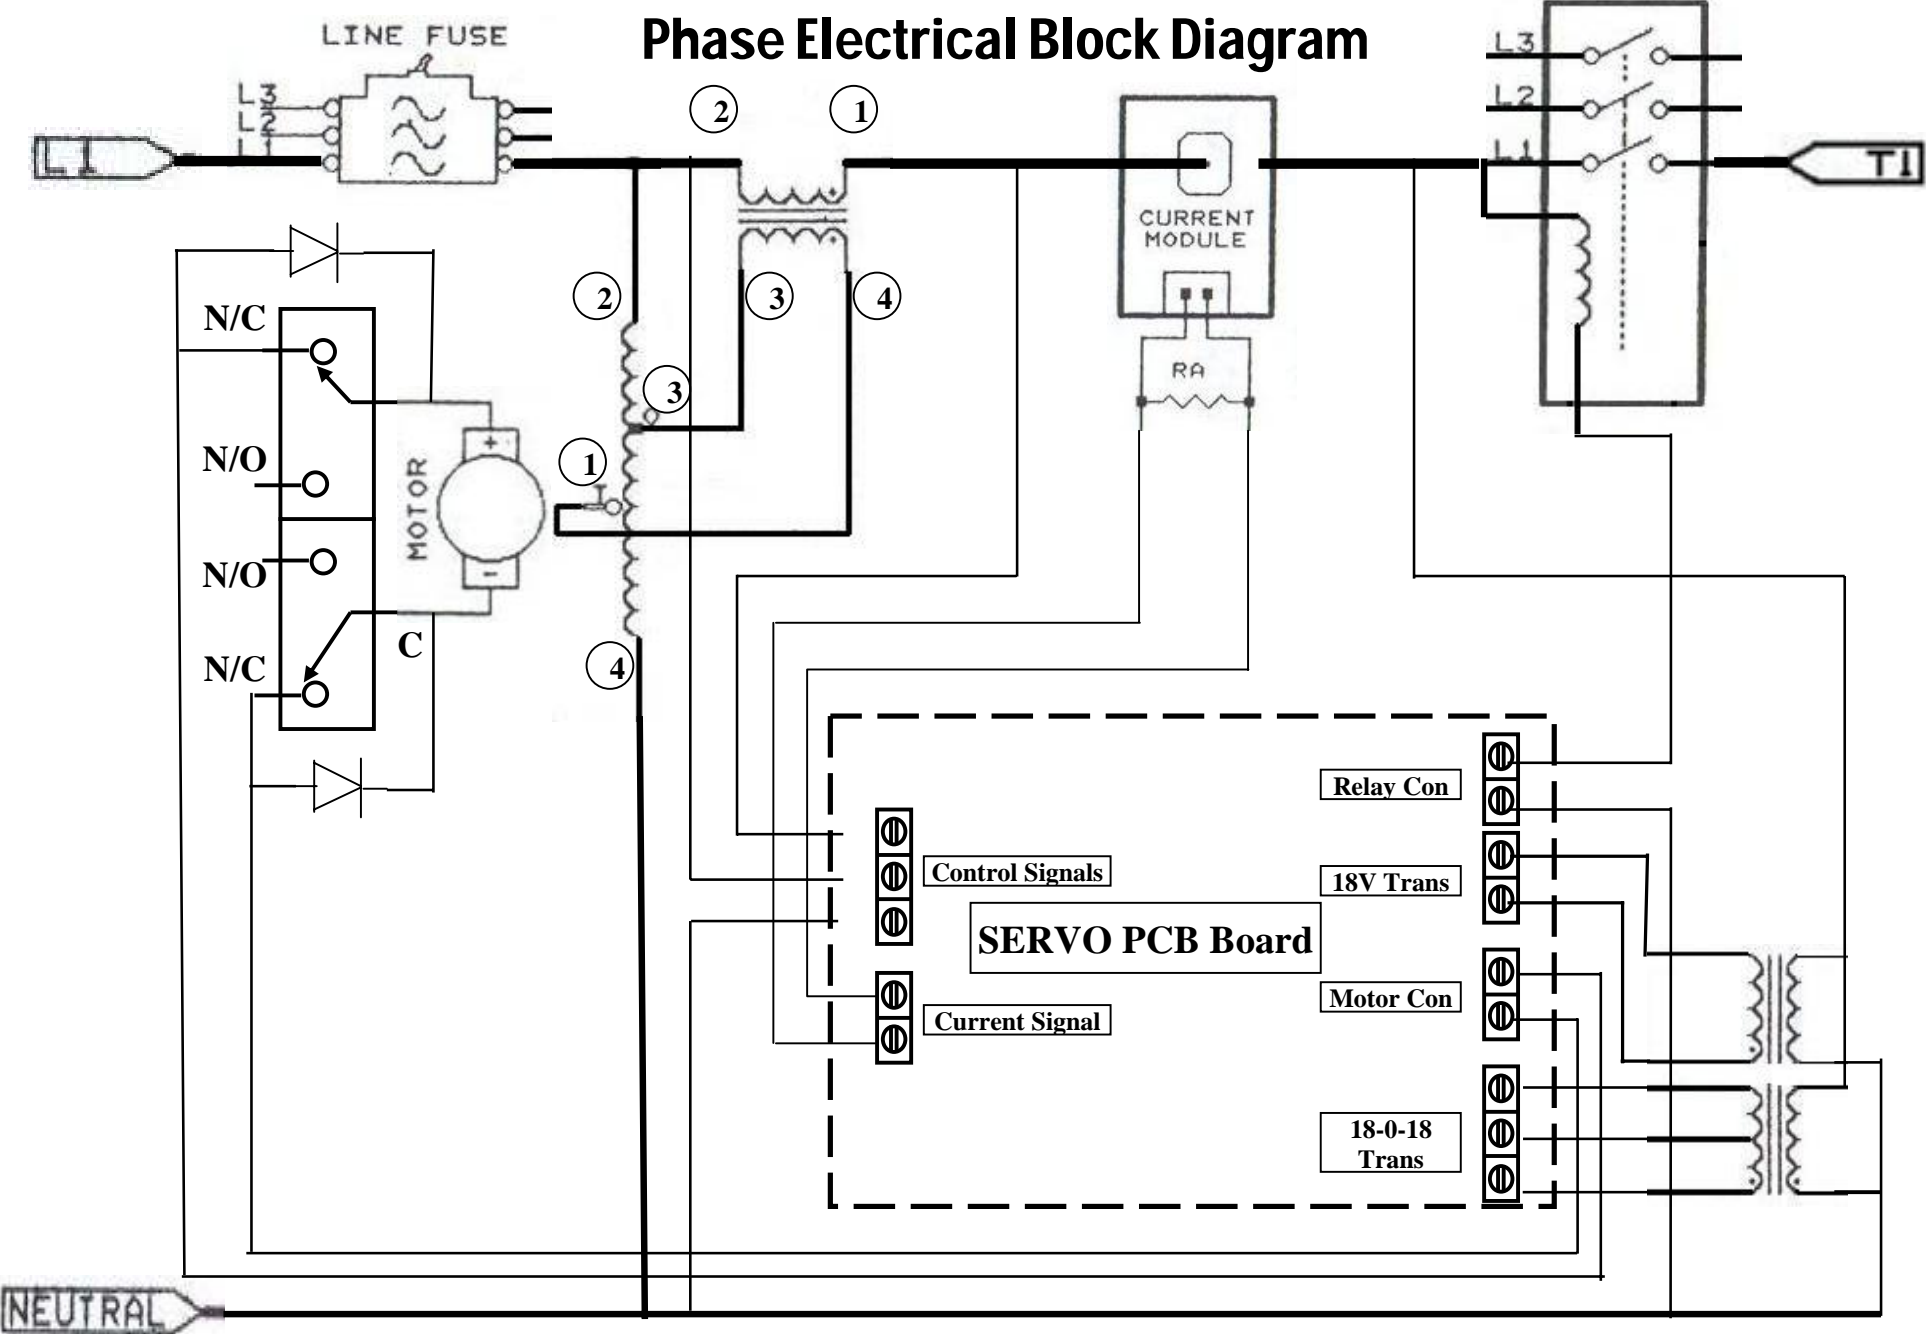 Phase Electrical Block Diagram
LINE FUSE
L3
L2
L1
L1
2
1
L3
L2
L1
T1
CURRENT
MODULE
RA
N/C
N/O
N/O
N/C
C
MOTOR
+
-
2
3
1
4
3
4
Relay Con
Control Signals
18V Trans
SERVO PCB Board
Motor Con
Current Signal
18-0-18
Trans
NEUTRAL